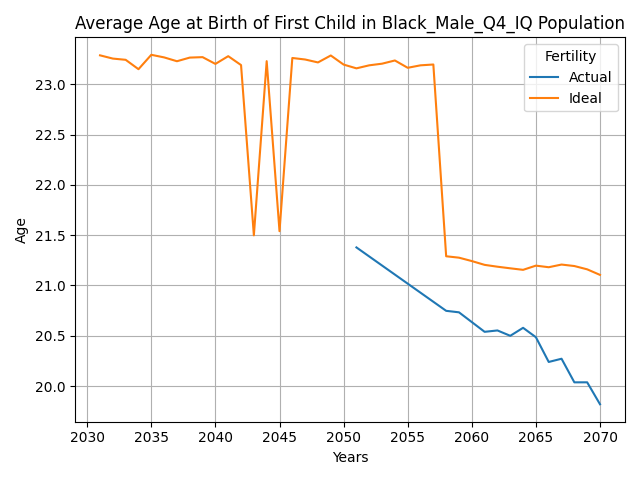 Average Age at Birth of First Child in Black_Male_Q4_IQ Population
Fertility
Actual
Ideal
23.0
22.5
22.0
21.5
21.0
20.5
20.0
Age
2030 2035 2040 2045 2050 2055 2060 2065 2070
Years